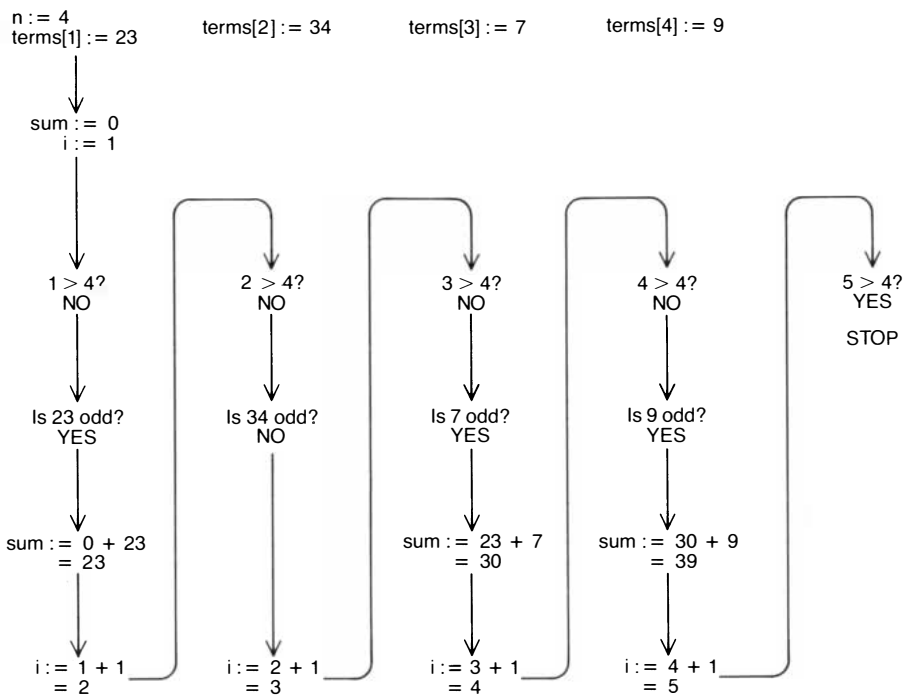 n := 4
terms[1] := 23
terms[2] := 34
terms[3] := 7
terms[4] := 9
sum := 0
i := 1
1 > 4?
NO
Is 23 odd?
YES
sum := 0 + 23
= 23
i := 1 + 1
= 2
2 > 4?
NO
Is 34 odd?
NO
i := 2 + 1
= 3
3 > 4?
NO
Is 7 odd?
YES
sum := 23 + 7
= 30
i := 3 + 1
= 4
4 > 4?
NO
Is 9 odd?
YES
sum := 30 + 9
= 39
i := 4 + 1
= 5
5 > 4?
YES
STOP